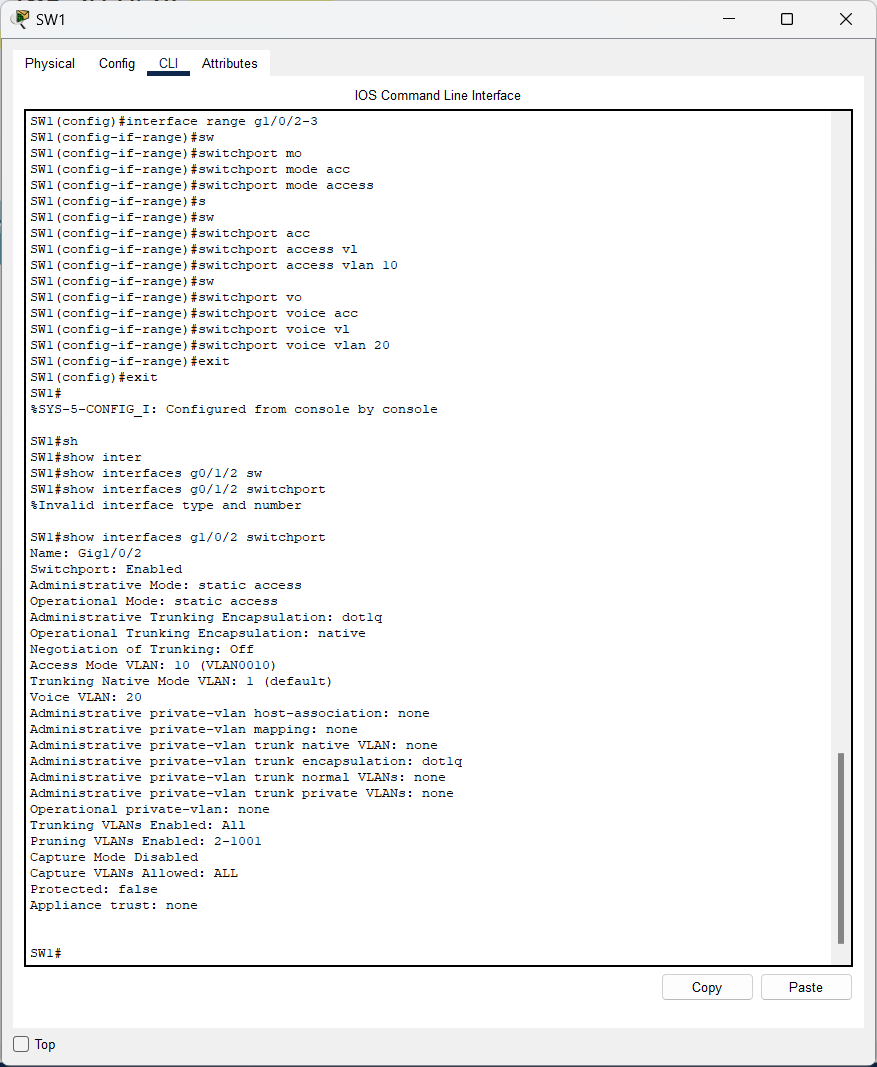 SW1
Physical Config CLI Attributes
IOS Command Line Interface
SW1(config)#interface range g1/0/2-3
SW1(config-if-range)#sw
SW1(config-if-range)#switchport mo
SW1(config-if-range)#switchport mode acc
SW1(config-if-range)#switchport mode access
SW1(config-if-range)#s
SW1(config-if-range)#sw
SW1(config-if-range)#switchport acc
SW1(config-if-range)#switchport access vl
SW1(config-if-range)#switchport access vlan 10
SW1(config-if-range)#sw
SW1(config-if-range)#switchport vo
SW1(config-if-range)#switchport voice acc
SW1(config-if-range)#switchport voice vl
SW1(config-if-range)#switchport voice vlan 20
SW1(config-if-range)#exit
SW1(config)#exit
SW1#
%SYS-5-CONFIG_I: Configured from console by console
SW1#sh
SW1#show inter
SW1#show interfaces g0/1/2 sw
SW1#show interfaces g0/1/2 switchport
%Invalid interface type and number
SW1#show interfaces g1/0/2 switchport
Name: Gig1/0/2
Switchport: Enabled
Administrative Mode: static access
Operational Mode: static access
Administrative Trunking Encapsulation: dot1q
Operational Trunking Encapsulation: native
Negotiation of Trunking: Off
Access Mode VLAN: 10 (VLAN0010)
Trunking Native Mode VLAN: 1 (default)
Voice VLAN: 20
Administrative private-vlan host-association: none
Administrative private-vlan mapping: none
Administrative private-vlan trunk native VLAN: none
Administrative private-vlan trunk encapsulation: dot1q
Administrative private-vlan trunk normal VLANs: none
Administrative private-vlan trunk private VLANs: none
Operational private-vlan: none
Trunking VLANs Enabled: All
Pruning VLANs Enabled: 2-1001
Capture Mode Disabled
Capture VLANs Allowed: ALL
Protected: false
Appliance trust: none
SW1#
Copy Paste
Top